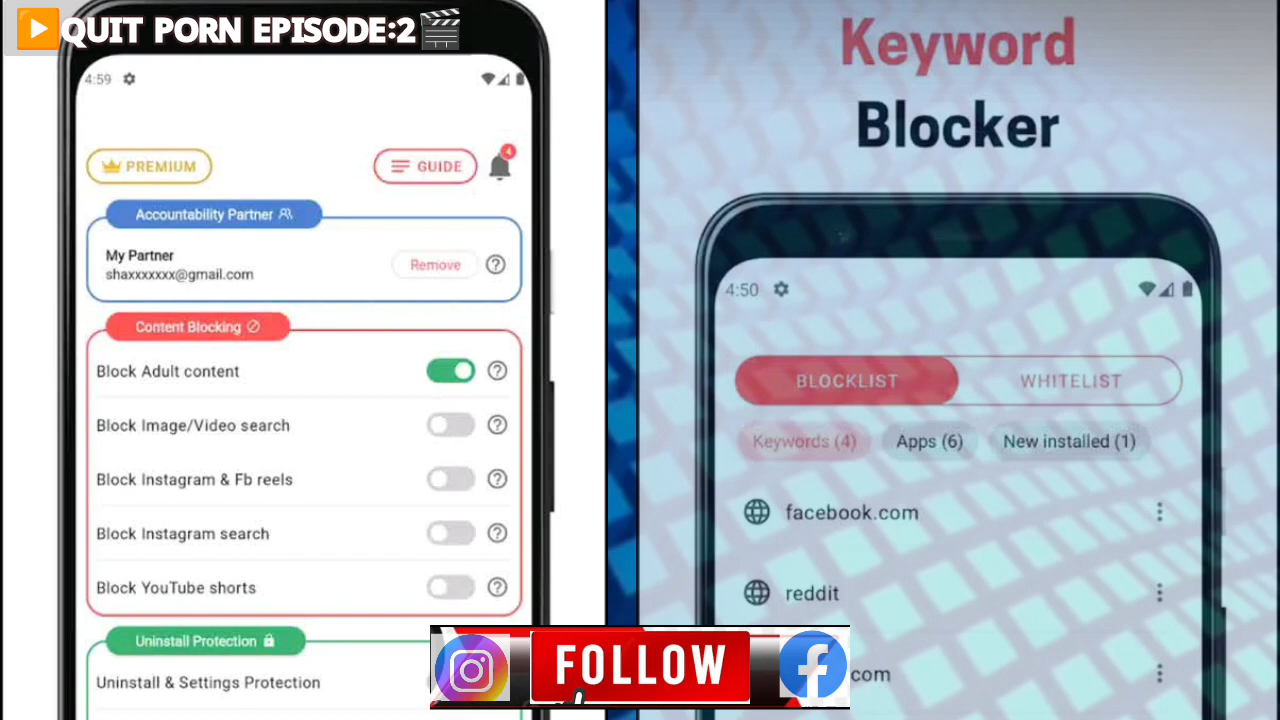 ▶️QUIT PORN EPISODE:2🎬
4:59
PREMIUM
GUIDE
4
Accountability Partner
My Partner
shaxxxxxxx@gmail.com
Remove
Content Blocking
Block Adult content
Block Image/Video search
Block Instagram & Fb reels
Block Instagram search
Block YouTube shorts
Uninstall Protection
Uninstall & Settings Protection
Keyword
Blocker
4:50
BLOCKLIST
WHITELIST
Keywords (4)
Apps (6)
New installed (1)
facebook.com
reddit
com
FOLLOW